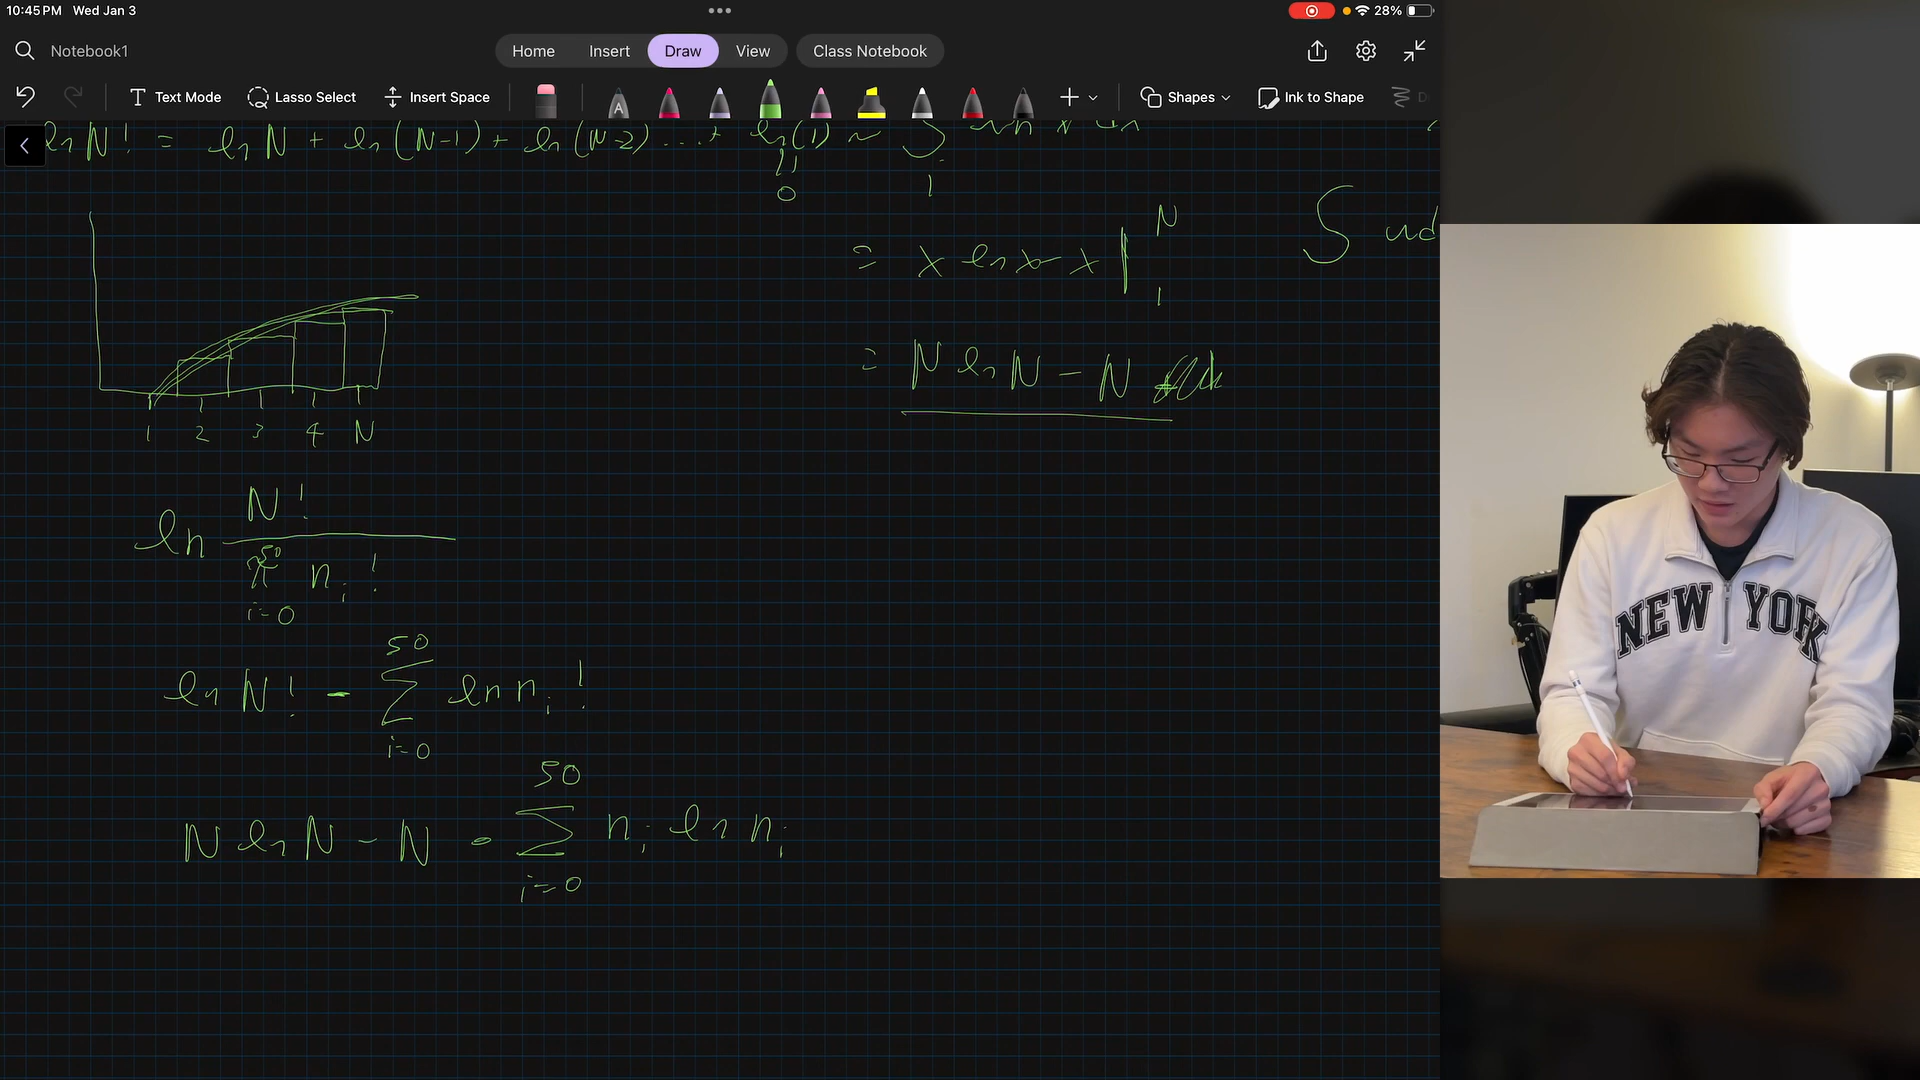 10:45 PM Wed Jan 3
28%
Notebook1
Home Insert Draw View Class Notebook
Text Mode Lasso Select Insert Space A Shapes Ink to Shape
ln N! = ln N + ln (N-1) + ln (N-2) ... + ln (1) ~ ∫
0
1
N
= x ln x - x |
1
= N ln N - N
1 2 3 4 N
N!
ln
50
π n_i !
i=0
50
ln N! - Σ ln n_i !
i=0
50
N ln N - N - Σ n_i ln n_i
i=0
NEW YORK